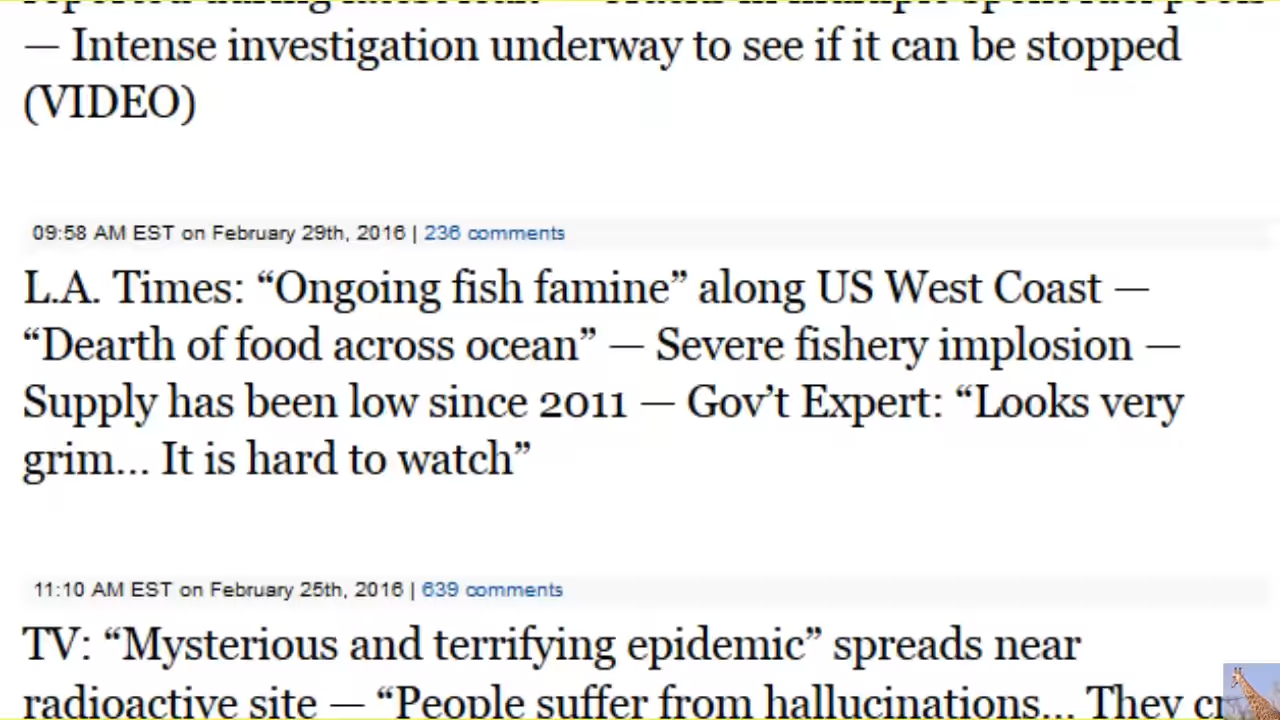 — Intense investigation underway to see if it can be stopped
(VIDEO)
09:58 AM EST on February 29th, 2016 | 236 comments
L.A. Times: “Ongoing fish famine” along US West Coast —
“Dearth of food across ocean” — Severe fishery implosion —
Supply has been low since 2011 — Gov’t Expert: “Looks very
grim… It is hard to watch”
11:10 AM EST on February 25th, 2016 | 639 comments
TV: “Mysterious and terrifying epidemic” spreads near
radioactive site — “People suffer from hallucinations… They